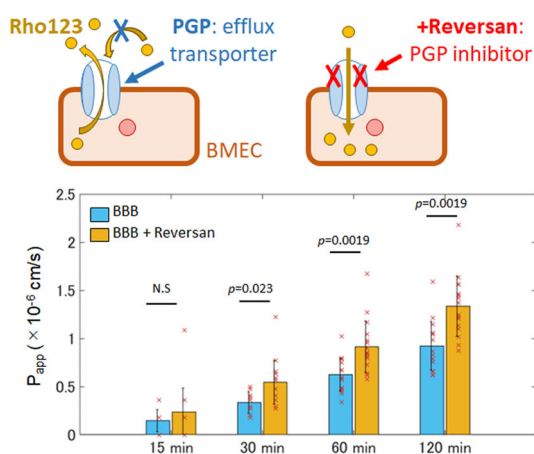 Rho123
PGP: efflux
transporter
+Reversan:
PGP inhibitor
BMEC
BBB
BBB + Reversan
N.S
p=0.023
p=0.0019
p=0.0019
Papp ( × 10-6 cm/s)
2.5
2
1.5
1
0.5
0
15 min
30 min
60 min
120 min